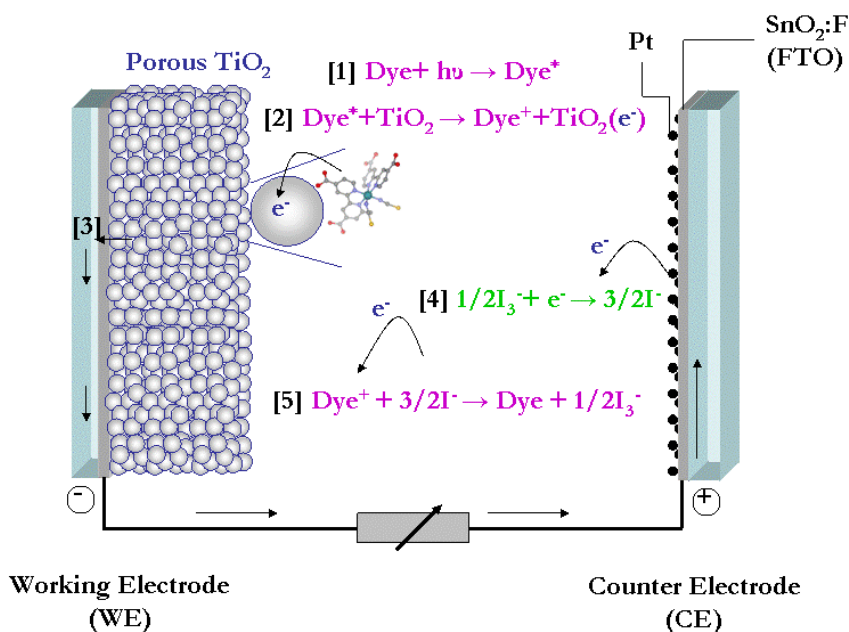 SnO₂:F
(FTO)
Pt
Porous TiO₂
[1] Dye+ hυ → Dye*
[2] Dye*+TiO₂ → Dye⁺+TiO₂(e⁻)
e⁻
[3]
e⁻
[4] 1/2I₃⁻+ e⁻→ 3/2I⁻
e⁻
[5] Dye⁺ + 3/2I⁻→ Dye + 1/2I₃⁻
-
+
Working Electrode
(WE)
Counter Electrode
(CE)